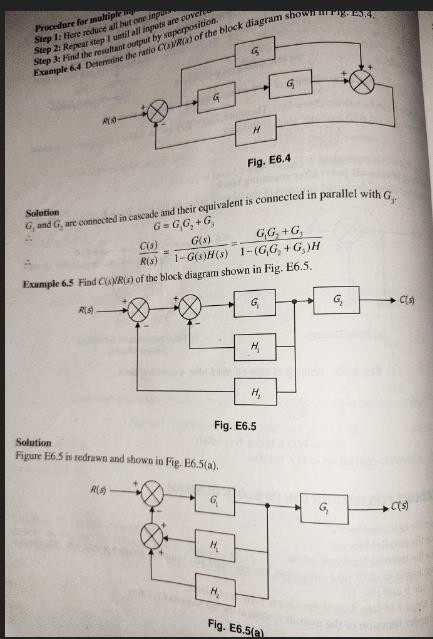 Procedure for multiple
Step 1: Here reduce all but one inputs
Step 2: Repeat step 1 until all inputs are covered
Step 3: Find the resultant output by superposition.
Example 6.4 Determine the ratio C(s)/R(s) of the block diagram shown in Fig. E3.4.
G₃
+
G₁
G₂
+
+
R(s)
−
H
Fig. E6.4
Solution
G₁ and G₂ are connected in cascade and their equivalent is connected in parallel with G₃.
∴ G = G₁G₂ + G₃
∴ C(s)/R(s) = G(s)/1−G(s)H(s) = G₁G₂+G₃/1−(G₁G₂+G₃)H
Example 6.5 Find C(s)/R(s) of the block diagram shown in Fig. E6.5.
R(s)
+
+
G₁
G₂
C(s)
−
−
H₁
H₂
Fig. E6.5
Solution
Figure E6.5 is redrawn and shown in Fig. E6.5(a).
R(s)
+
G₁
G₂
C(s)
−
+
H₁
+
H₂
Fig. E6.5(a)